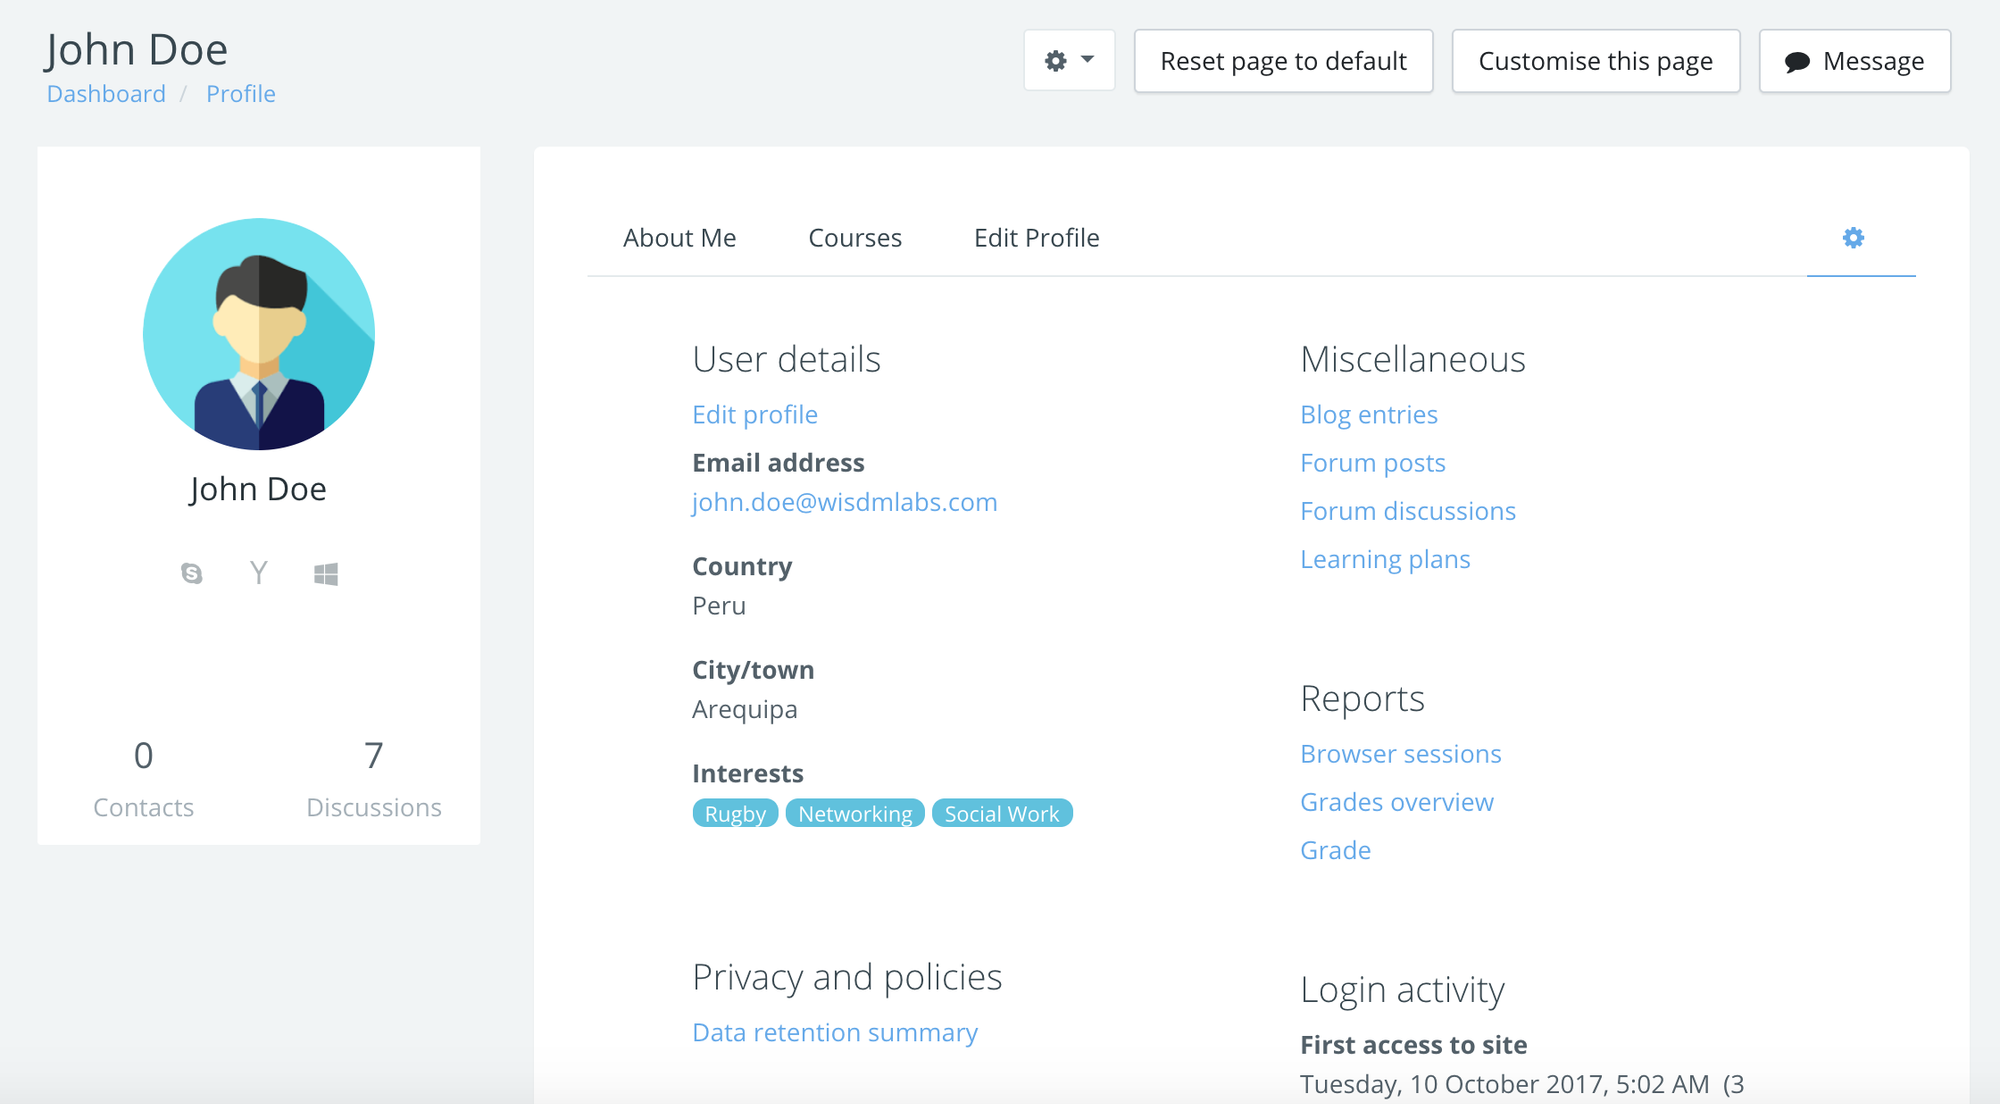 John Doe
Dashboard / Profile
Reset page to default
Customise this page
Message
John Doe
0
Contacts
7
Discussions
About Me
Courses
Edit Profile
User details
Edit profile
Email address
john.doe@wisdmlabs.com
Country
Peru
City/town
Arequipa
Interests
Rugby Networking Social Work
Privacy and policies
Data retention summary
Miscellaneous
Blog entries
Forum posts
Forum discussions
Learning plans
Reports
Browser sessions
Grades overview
Grade
Login activity
First access to site
Tuesday, 10 October 2017, 5:02 AM (3